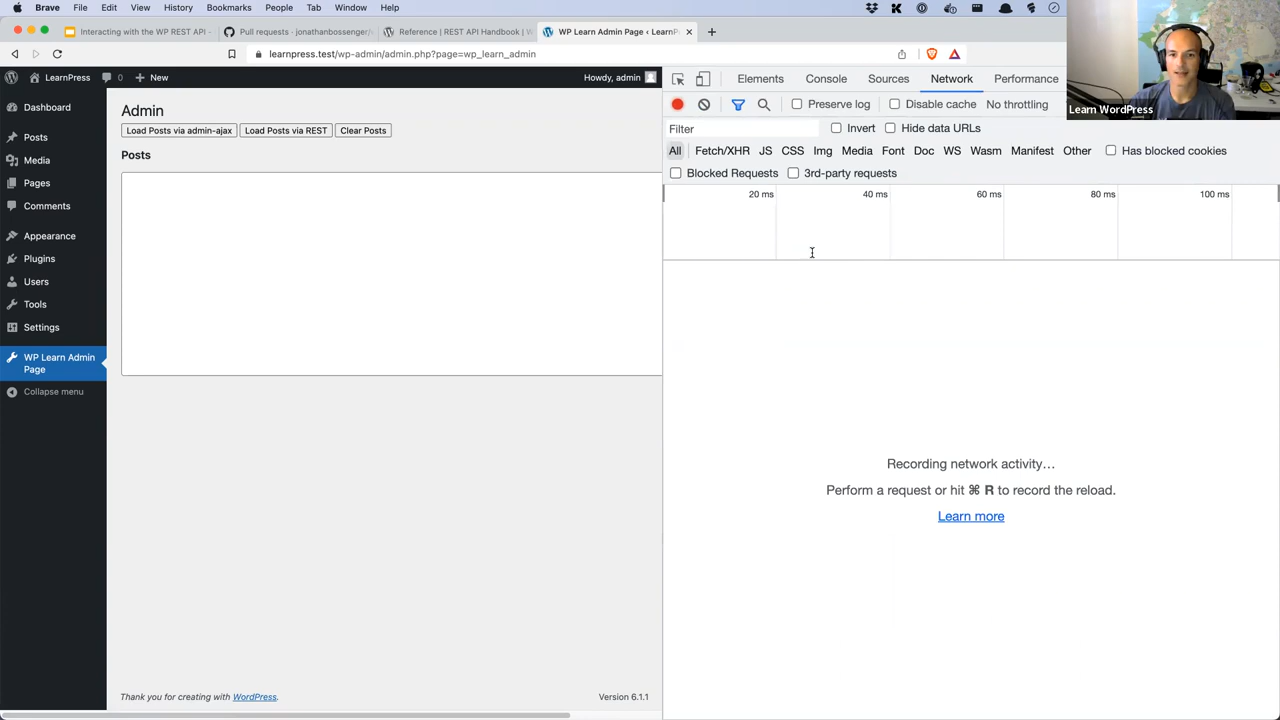 Brave File Edit View History Bookmarks People Tab Window Help
Interacting with the WP REST API -
Pull requests · jonathanbossenger/
Reference | REST API Handbook | W
WP Learn Admin Page ‹ LearnP
learnpress.test/wp-admin/admin.php?page=wp_learn_admin
LearnPress 0 New Howdy, admin
Dashboard
Posts
Media
Pages
Comments
Appearance
Plugins
Users
Tools
Settings
WP Learn Admin
Page
Collapse menu
Admin
Load Posts via admin-ajax Load Posts via REST Clear Posts
Posts
Thank you for creating with WordPress. Version 6.1.1
Elements Console Sources Network Performance
Preserve log Disable cache No throttling
Filter Invert Hide data URLs
All Fetch/XHR JS CSS Img Media Font Doc WS Wasm Manifest Other Has blocked cookies
Blocked Requests 3rd-party requests
20 ms 40 ms 60 ms 80 ms 100 ms
Recording network activity…
Perform a request or hit ⌘ R to record the reload.
Learn more
Learn WordPress